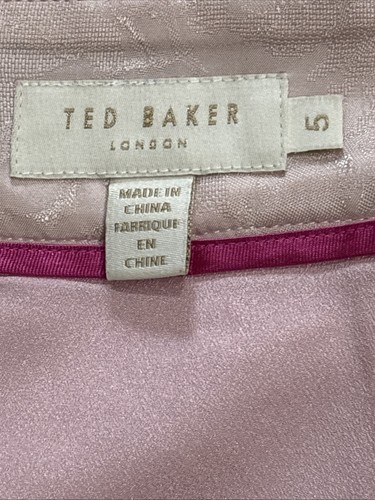 TED BAKER
LONDON
5
MADE IN
CHINA
FABRIQUE
EN
CHINE